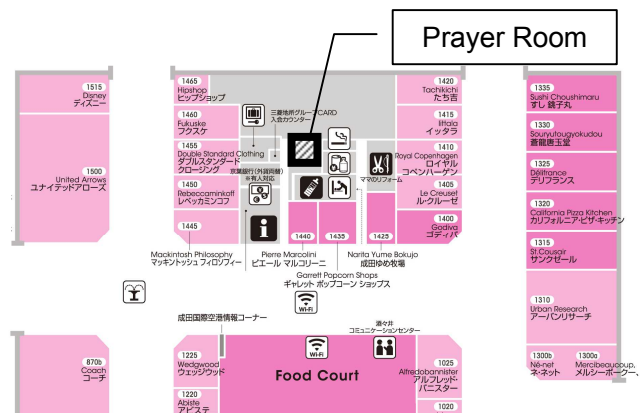 Prayer Room
1515
Disney
ディズニー
1500
United Arrows
ユナイテッドアローズ
1465
Hipshop
ヒップショップ
1460
Fukuske
フクスケ
1455
Double Standard Clothing
ダブルスタンダード
クロージング
1450
Rebeccaminkoff
レベッカミンコフ
1445
Mackintosh Philosophy
マッキントッシュ フィロソフィー
三菱地所グループCARD
入会カウンター
京葉銀行(外貨両替)
※有人対応
1440
Pierre Marcolini
ピエール マルコリーニ
1435
Garrett Popcorn Shops
ギャレット ポップコーン ショップス
ママのリフォーム
1425
Narita Yume Bokujo
成田ゆめ牧場
1420
Tachikichi
たち吉
1415
Iittala
イッタラ
1410
Royal Copenhagen
ロイヤル
コペンハーゲン
1405
Le Creuset
ル・クルーゼ
1400
Godiva
ゴディバ
1335
Sushi Choushimaru
すし 銚子丸
1330
Souryutougyokudou
蒼龍唐玉堂
1325
Délifrance
デリフランス
1320
California Pizza Kitchen
カリフォルニア・ピザ・キッチン
1315
St.Cousair
サンクゼール
1310
Urban Research
アーバンリサーチ
1300b
Né-net
ネ・ネット
1300a
Mercibeaucoup,
メルシーボークー、
Wi-Fi
成田国際空港情報コーナー
酒々井
コミュニケーションセンター
Wi-Fi
870b
Coach
コーチ
1225
Wedgwood
ウェッジウッド
1220
Abiste
アビステ
Food Court
1025
Alfredobannister
アルフレッド・
バニスター
1020